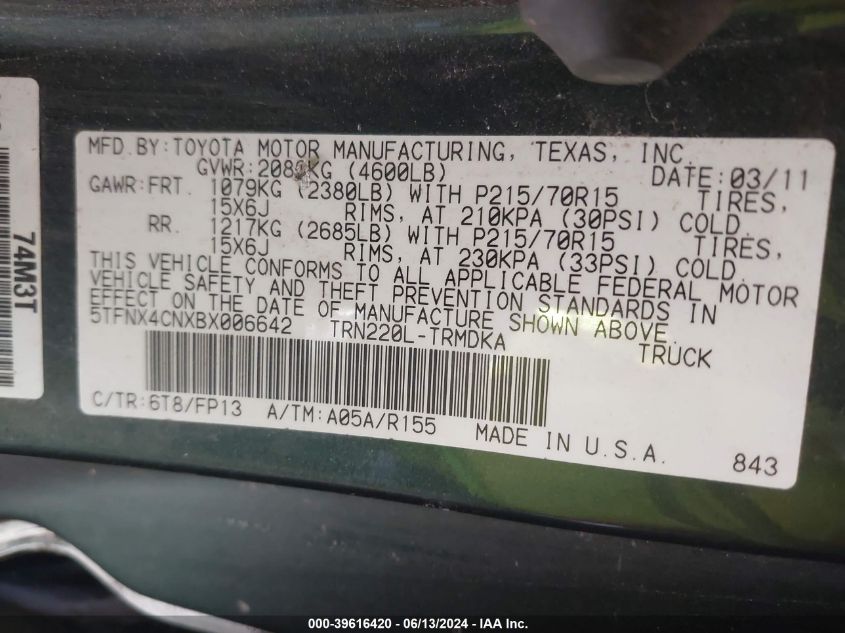 MFD. BY: TOYOTA MOTOR MANUFACTURING, TEXAS, INC.
GVWR: (4600LB) DATE: 03/11
GAWR: FRT. 1079KG (2380LB) WITH P215/70R15 TIRES,
15X6J RIMS, AT 210KPA (30PSI) COLD.
RR. 1217KG (2685LB) WITH P215/70R15 TIRES,
15X6J RIMS, AT 230KPA (33PSI) COLD.
THIS VEHICLE CONFORMS TO ALL APPLICABLE FEDERAL MOTOR
VEHICLE SAFETY AND THEFT PREVENTION STANDARDS IN
EFFECT ON THE DATE OF MANUFACTURE SHOWN ABOVE.
5TFNX4CNXBX006642 TRN220L-TRMDKA TRUCK
C/TR: 6T8/FP13 A/TM: A05A/R155 MADE IN U.S.A.
843
74M3T
000-39616420 - 06/13/2024 - IAA Inc.